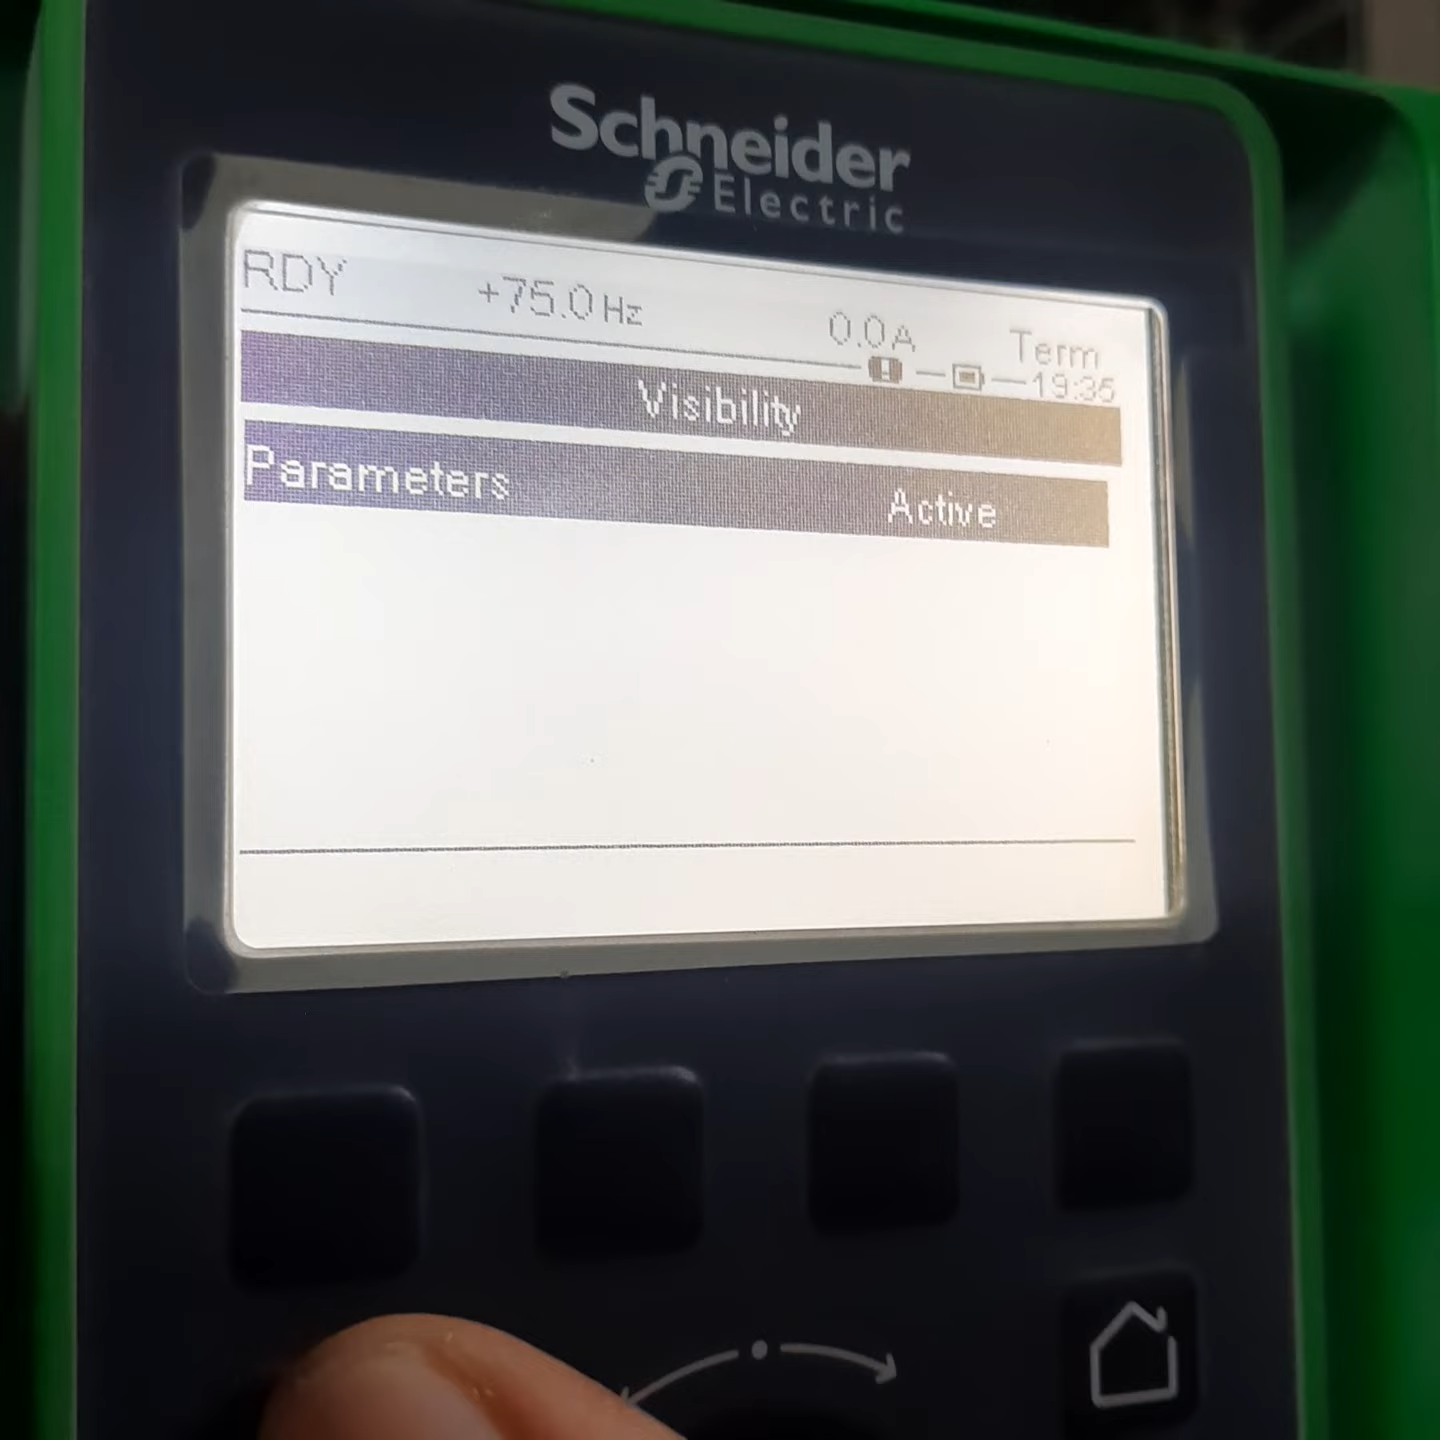 Schneider
Electric
RDY +75.0 Hz 0.0A Term
19:35
Visibility
Parameters Active